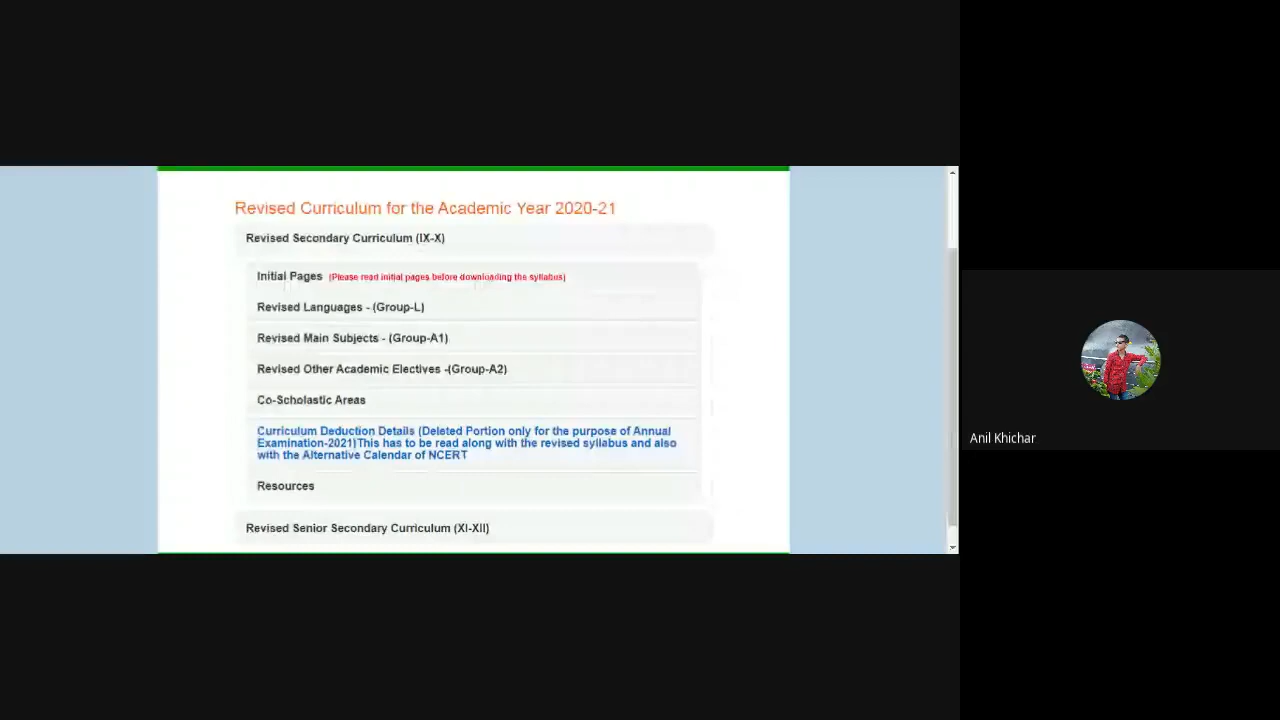 Revised Curriculum for the Academic Year 2020-21
Revised Secondary Curriculum (IX-X)
Initial Pages (Please read initial pages before downloading the syllabus)
Revised Languages - (Group-L)
Revised Main Subjects - (Group-A1)
Revised Other Academic Electives -(Group-A2)
Co-Scholastic Areas
Curriculum Deduction Details (Deleted Portion only for the purpose of Annual
Examination-2021)This has to be read along with the revised syllabus and also
with the Alternative Calendar of NCERT
Resources
Revised Senior Secondary Curriculum (XI-XII)
Anil Khichar